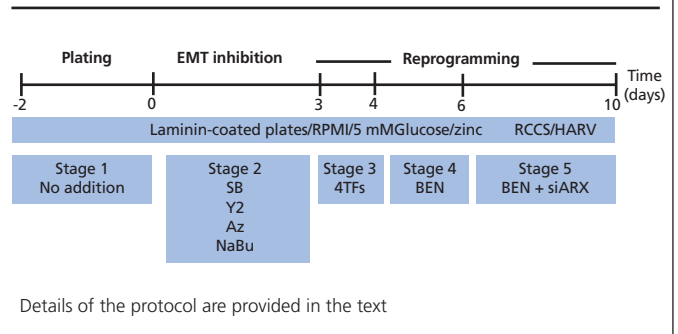 Plating EMT inhibition Reprogramming
Time
(days)
-2 0 3 4 6 10
Laminin-coated plates/RPMI/5 mMGlucose/zinc RCCS/HARV
Stage 1
No addition
Stage 2
SB
Y2
Az
NaBu
Stage 3
4TFs
Stage 4
BEN
Stage 5
BEN + siARX
Details of the protocol are provided in the text